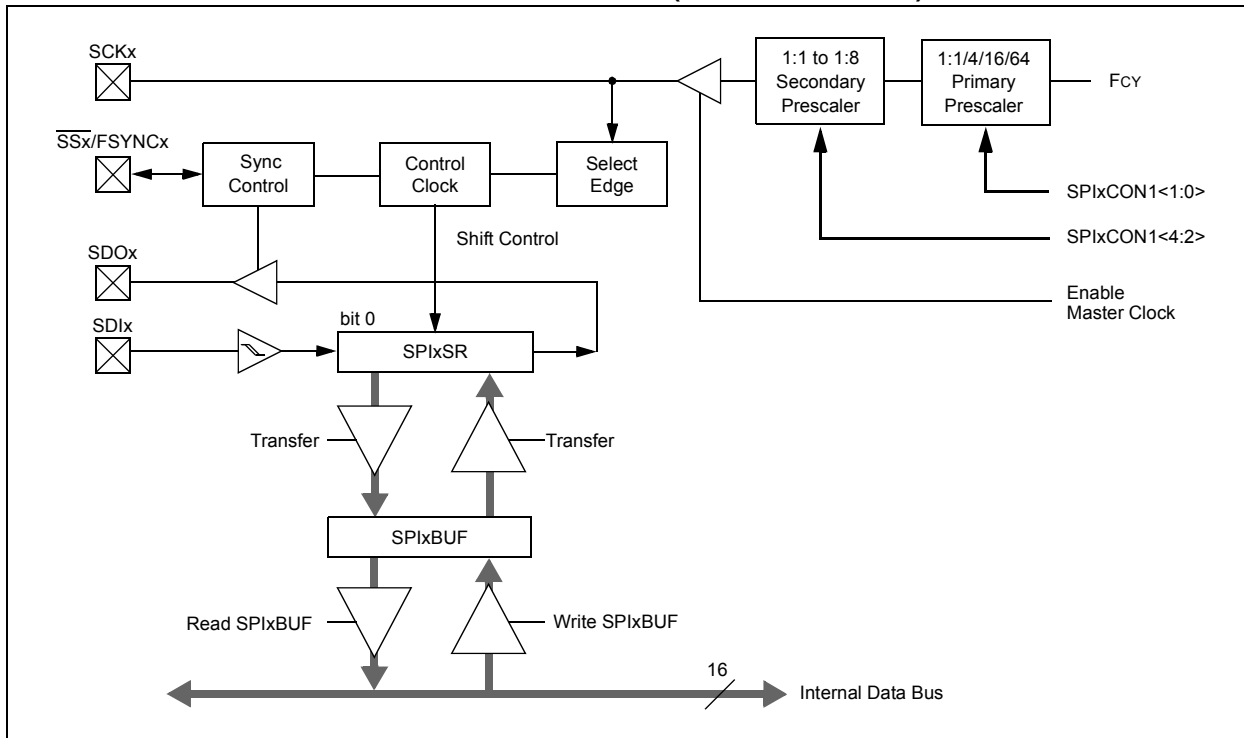 SCKx
1:1 to 1:8
Secondary
Prescaler
1:1/4/16/64
Primary
Prescaler
FCY
SSx/FSYNCx
Sync
Control
Control
Clock
Select
Edge
SPIxCON1<1:0>
Shift Control
SPIxCON1<4:2>
SDOx
Enable
Master Clock
SDIx
bit 0
SPIxSR
Transfer
Transfer
SPIxBUF
Read SPIxBUF
Write SPIxBUF
16
Internal Data Bus